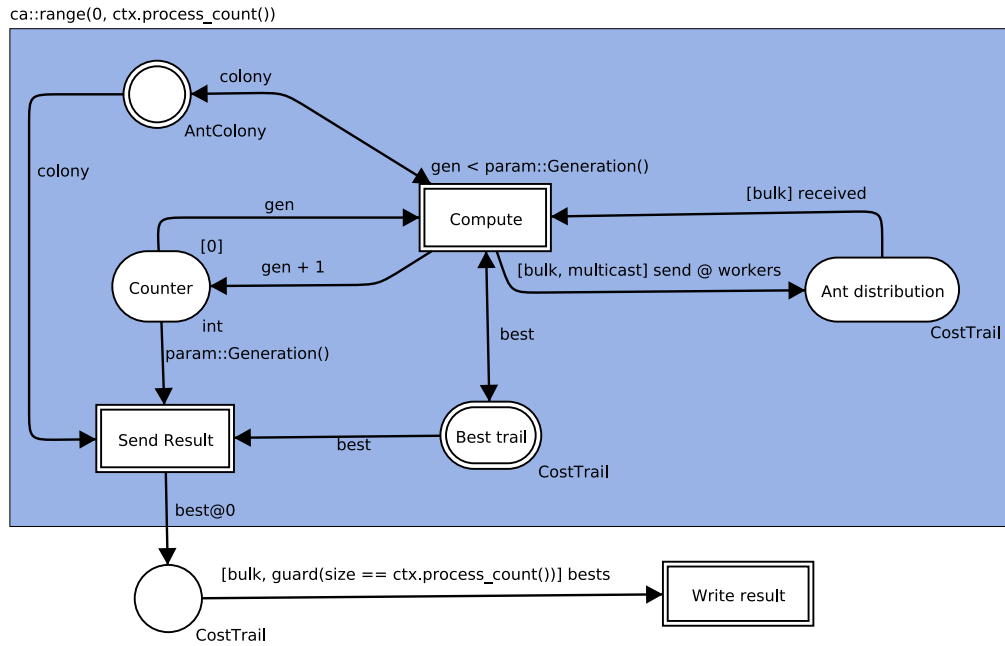 ca::range(0, ctx.process_count())
colony
AntColony
colony
gen < param::Generation()
[bulk] received
gen
Compute
[0]
gen + 1
[bulk, multicast] send @ workers
Counter
Ant distribution
int
CostTrail
best
param::Generation()
Send Result
best
Best trail
CostTrail
best@0
[bulk, guard(size == ctx.process_count())] bests
Write result
CostTrail